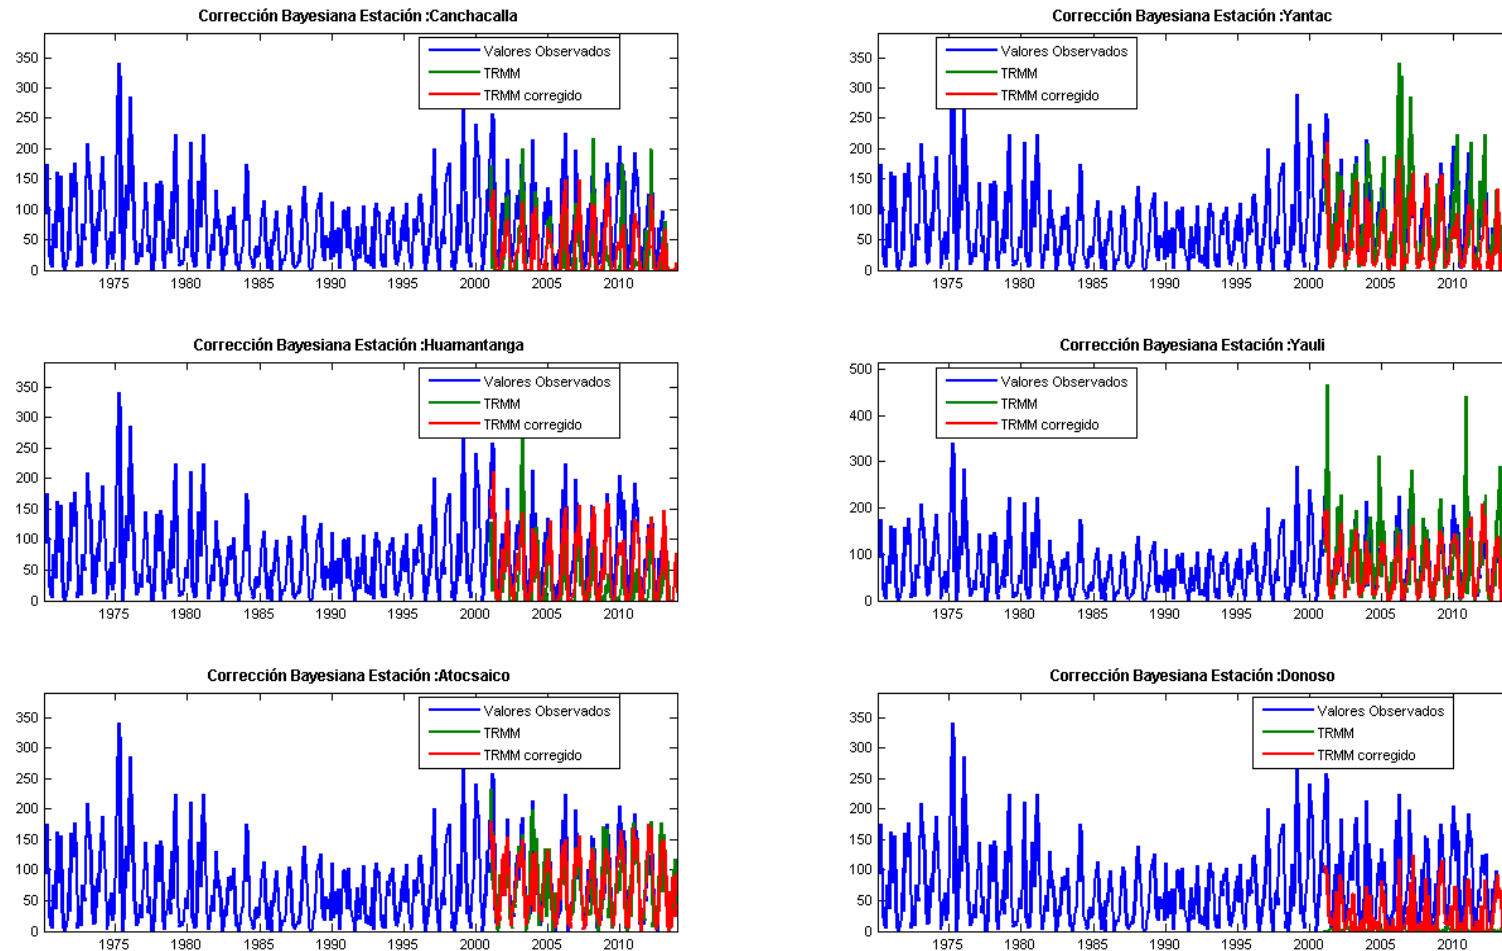 Corrección Bayesiana Estación :Canchacalla
350
300
250
200
150
100
50
0
1975 1980 1985 1990 1995 2000 2005 2010
Valores Observados
TRMM
TRMM corregido
Corrección Bayesiana Estación :Yantac
350
300
250
200
150
100
50
0
1975 1980 1985 1990 1995 2000 2005 2010
Valores Observados
TRMM
TRMM corregido
Corrección Bayesiana Estación :Huamantanga
350
300
250
200
150
100
50
0
1975 1980 1985 1990 1995 2000 2005 2010
Valores Observados
TRMM
TRMM corregido
Corrección Bayesiana Estación :Yauli
500
400
300
200
100
0
1975 1980 1985 1990 1995 2000 2005 2010
Valores Observados
TRMM
TRMM corregido
Corrección Bayesiana Estación :Atocsaico
350
300
250
200
150
100
50
0
1975 1980 1985 1990 1995 2000 2005 2010
Valores Observados
TRMM
TRMM corregido
Corrección Bayesiana Estación :Donoso
350
300
250
200
150
100
50
0
1975 1980 1985 1990 1995 2000 2005 2010
Valores Observados
TRMM
TRMM corregido